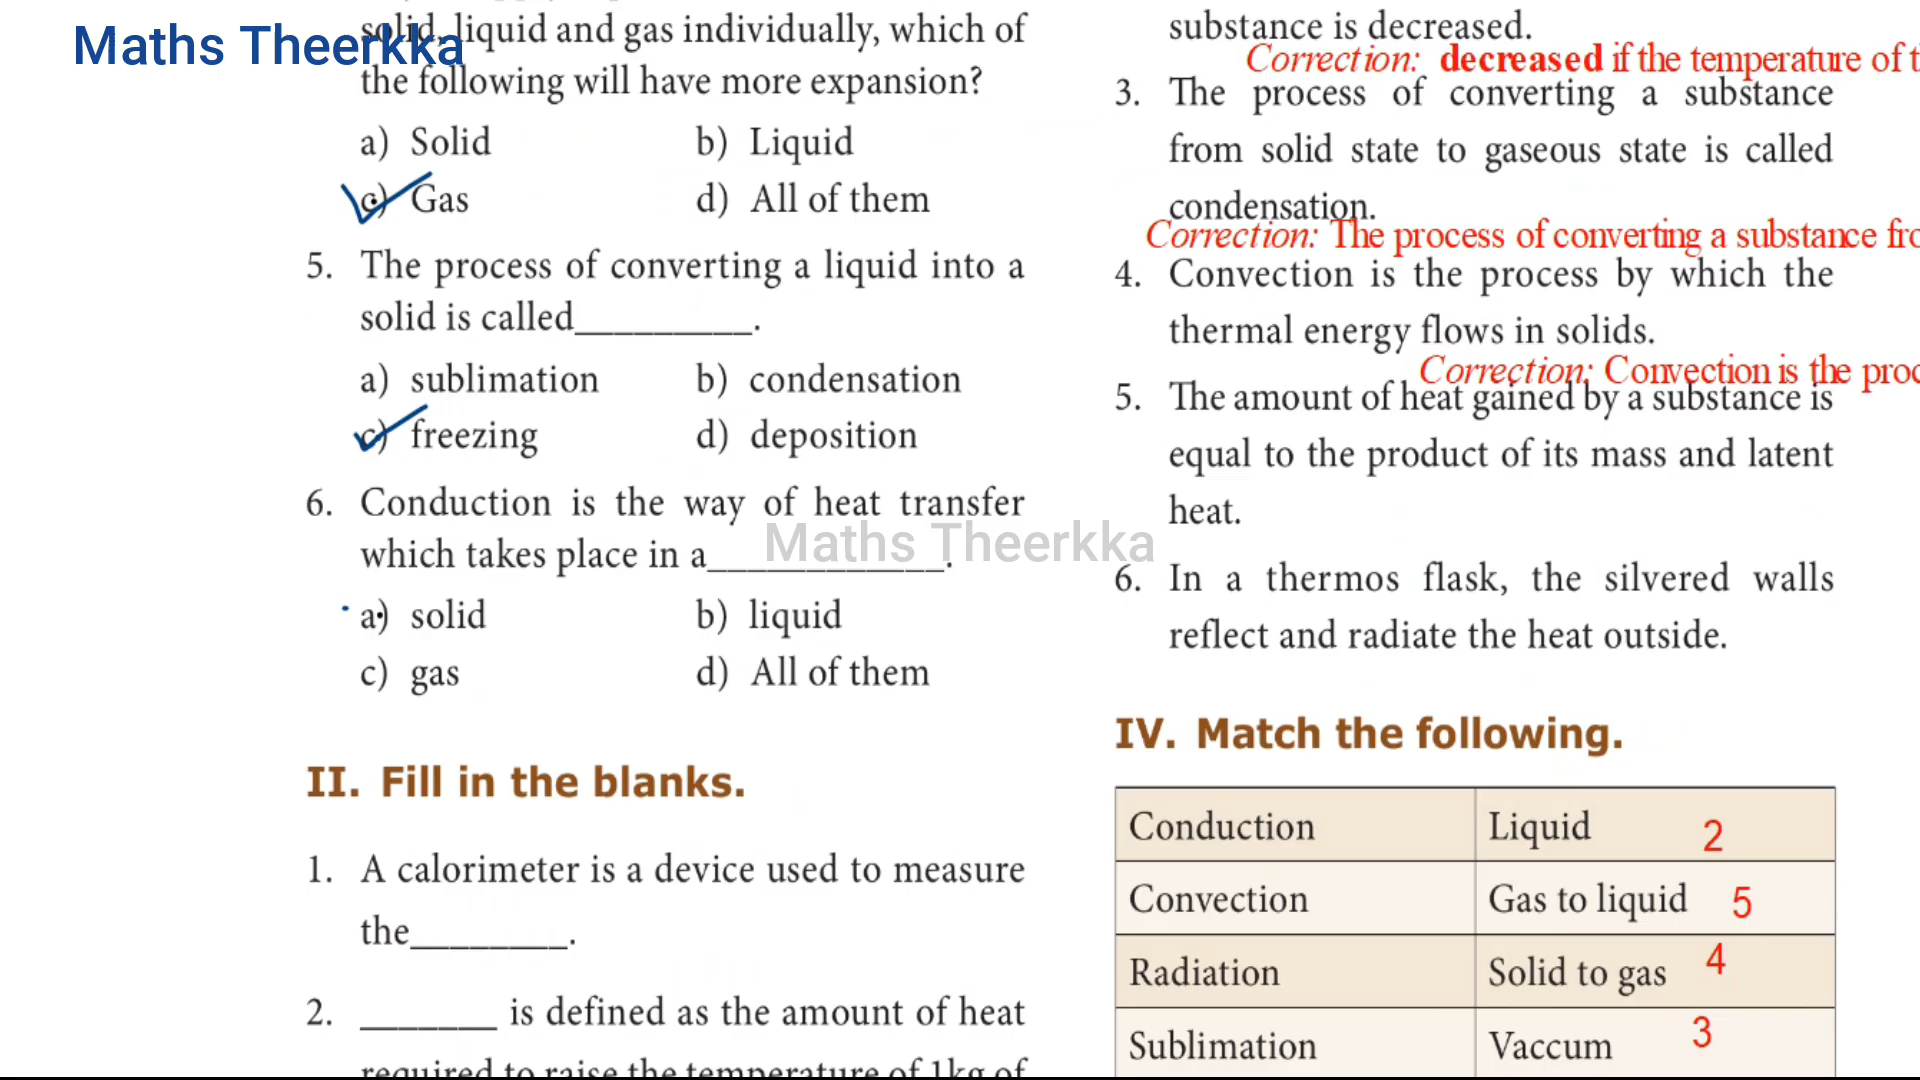 Maths Theerkka
solid, liquid and gas individually, which of
the following will have more expansion?
a) Solid b) Liquid
c) Gas d) All of them
5. The process of converting a liquid into a
solid is called_________.
a) sublimation b) condensation
c) freezing d) deposition
6. Conduction is the way of heat transfer
which takes place in a____________.
a) solid b) liquid
c) gas d) All of them
II. Fill in the blanks.
1. A calorimeter is a device used to measure
the________.
2. _______ is defined as the amount of heat
required to raise the temperature of 1kg of
substance is decreased.
Correction: decreased if the temperature of
3. The process of converting a substance
from solid state to gaseous state is called
condensation.
Correction: The process of converting a substance
4. Convection is the process by which the
thermal energy flows in solids.
Correction: Convection is the
5. The amount of heat gained by a substance is
equal to the product of its mass and latent
heat.
Maths Theerkka
6. In a thermos flask, the silvered walls
reflect and radiate the heat outside.
IV. Match the following.
Conduction Liquid 2
Convection Gas to liquid 5
Radiation Solid to gas 4
Sublimation Vaccum 3